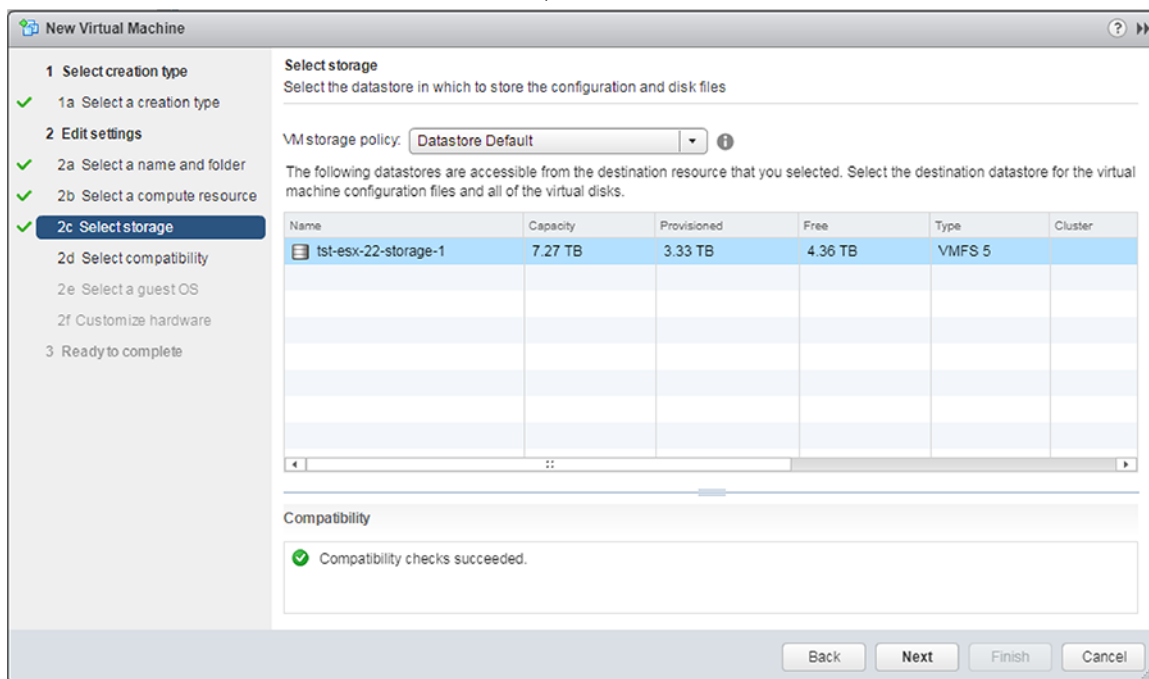 New Virtual Machine
1 Select creation type
1a Select a creation type
2 Edit settings
2a Select a name and folder
2b Select a compute resource
2c Select storage
2d Select compatibility
2e Select a guest OS
2f Customize hardware
3 Ready to complete
Select storage
Select the datastore in which to store the configuration and disk files
VM storage policy: Datastore Default
The following datastores are accessible from the destination resource that you selected. Select the destination datastore for the virtual
machine configuration files and all of the virtual disks.
Name Capacity Provisioned Free Type Cluster
tst-esx-22-storage-1 7.27 TB 3.33 TB 4.36 TB VMFS 5
Compatibility
Compatibility checks succeeded.
Back Next Finish Cancel